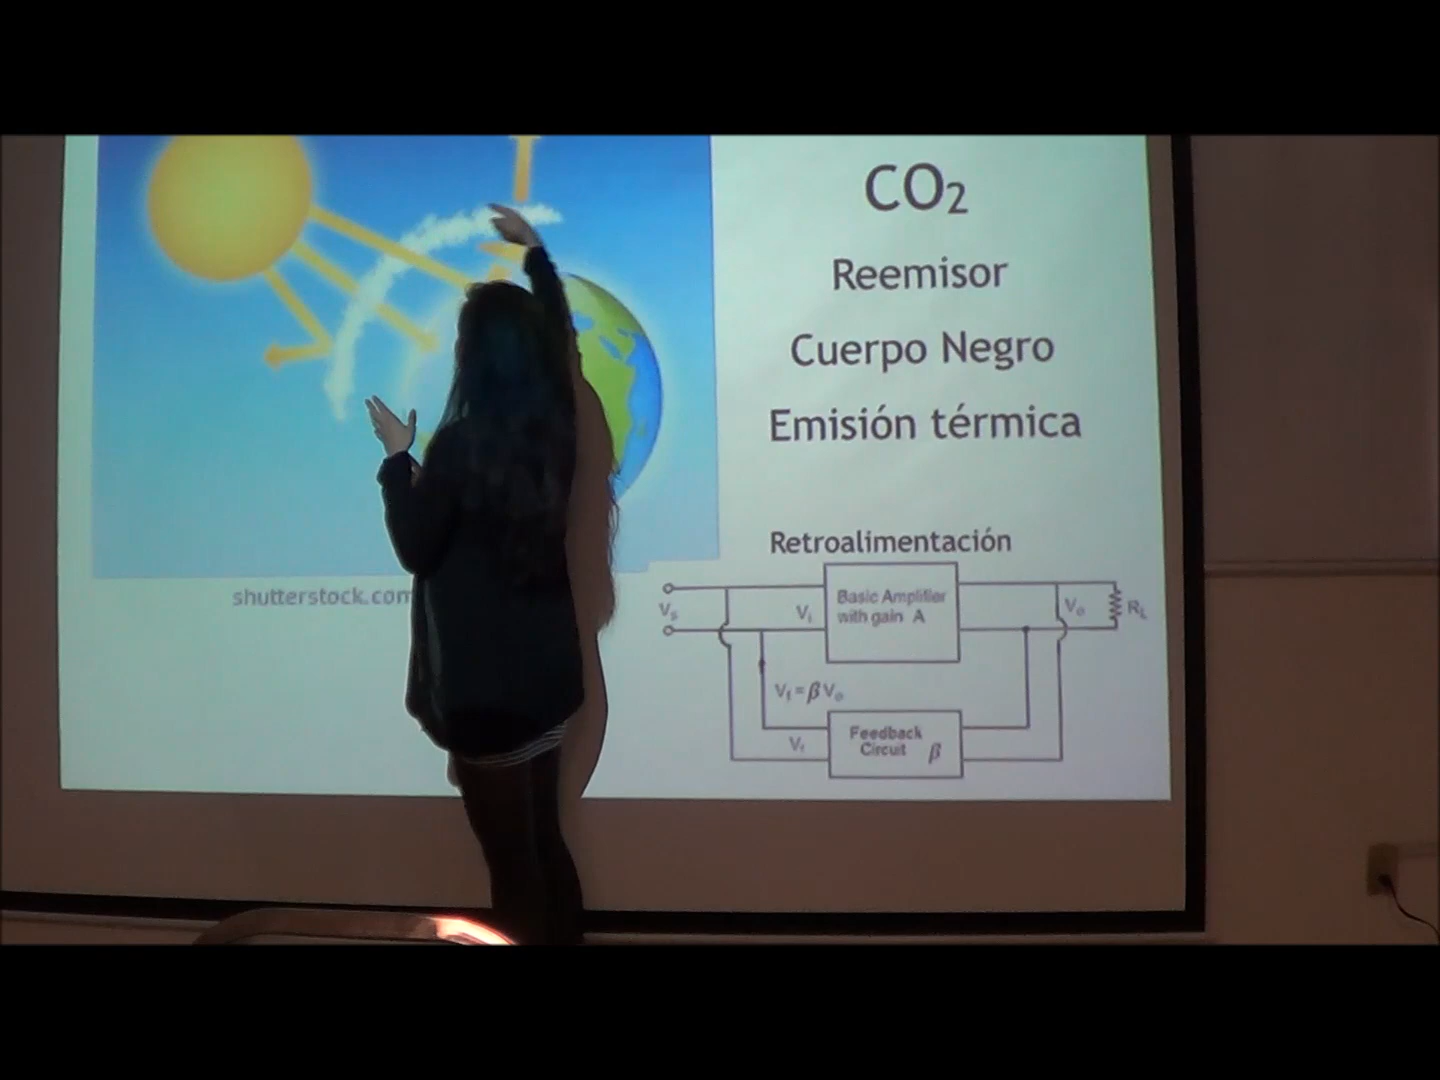 CO₂
Reemisor
Cuerpo Negro
Emisión térmica
shutterstock.com
Retroalimentación
Vs
Vi
Basic Amplifier
with gain A
Vo
RL
Vf = βVo
Vf
Feedback
Circuit β